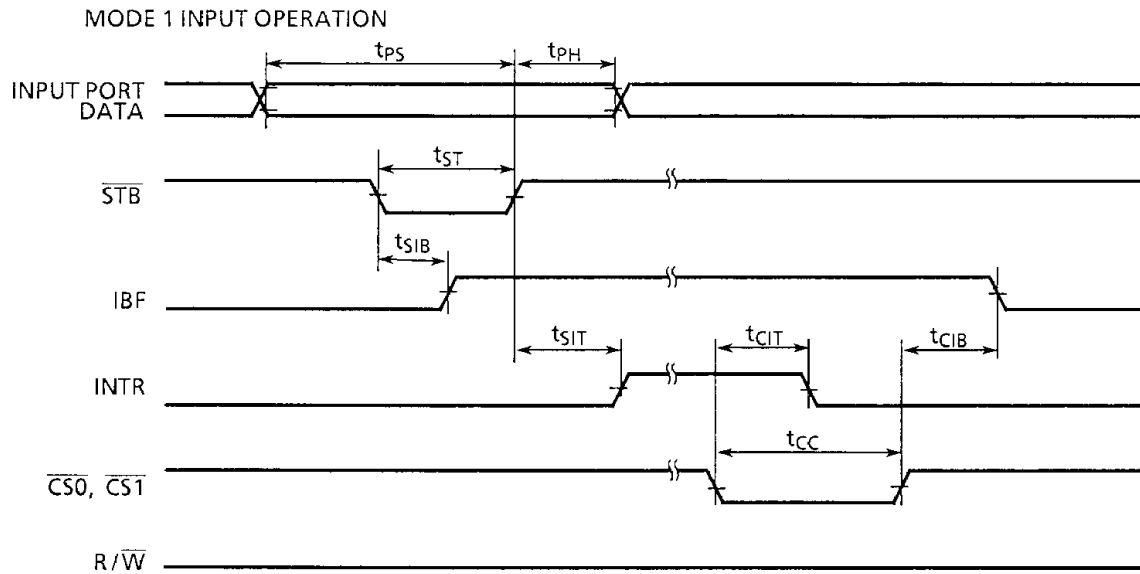 MODE 1 INPUT OPERATION
tPS
tPH
INPUT PORT
DATA
tST
STB
tSIB
IBF
tSIT
tCIT
tCIB
INTR
tCC
CS0, CS1
R/W